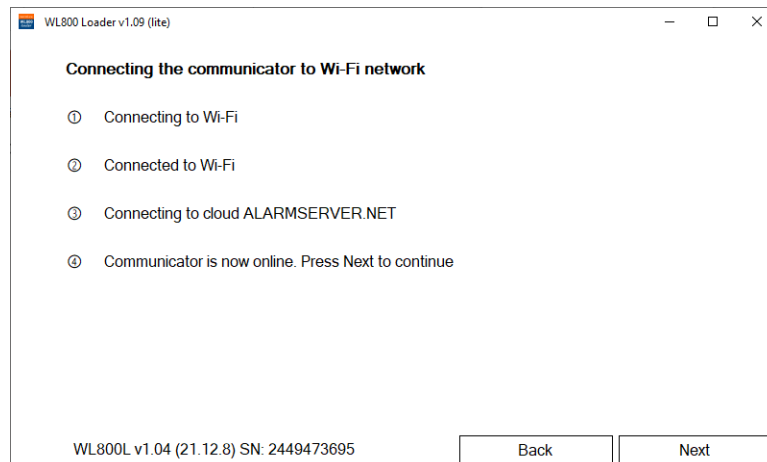 WL800 Loader v1.09 (lite)
Connecting the communicator to Wi-Fi network
① Connecting to Wi-Fi
② Connected to Wi-Fi
③ Connecting to cloud ALARMSERVER.NET
④ Communicator is now online. Press Next to continue
WL800L v1.04 (21.12.8) SN: 2449473695
Back
Next